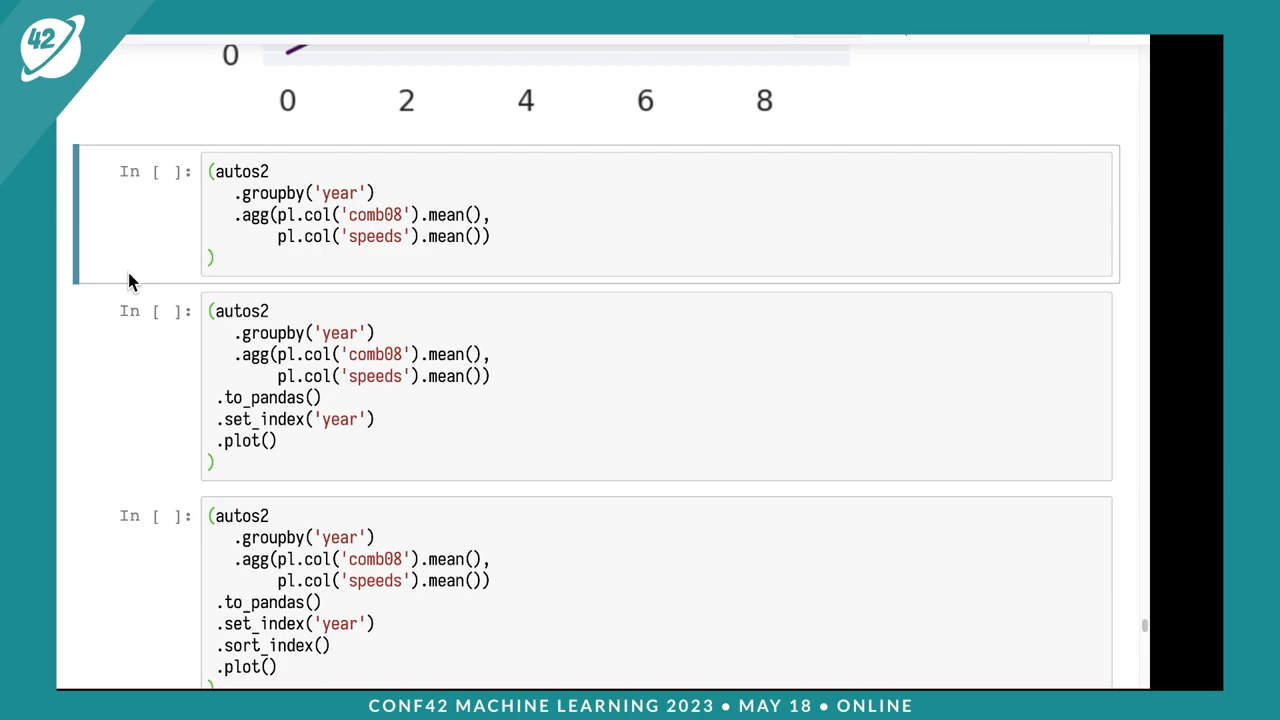 42
0
0 2 4 6 8
In [ ]: (autos2
.groupby('year')
.agg(pl.col('comb08').mean(),
pl.col('speeds').mean())
)
In [ ]: (autos2
.groupby('year')
.agg(pl.col('comb08').mean(),
pl.col('speeds').mean())
.to_pandas()
.set_index('year')
.plot()
)
In [ ]: (autos2
.groupby('year')
.agg(pl.col('comb08').mean(),
pl.col('speeds').mean())
.to_pandas()
.set_index('year')
.sort_index()
.plot()
)
CONF42 MACHINE LEARNING 2023 • MAY 18 • ONLINE